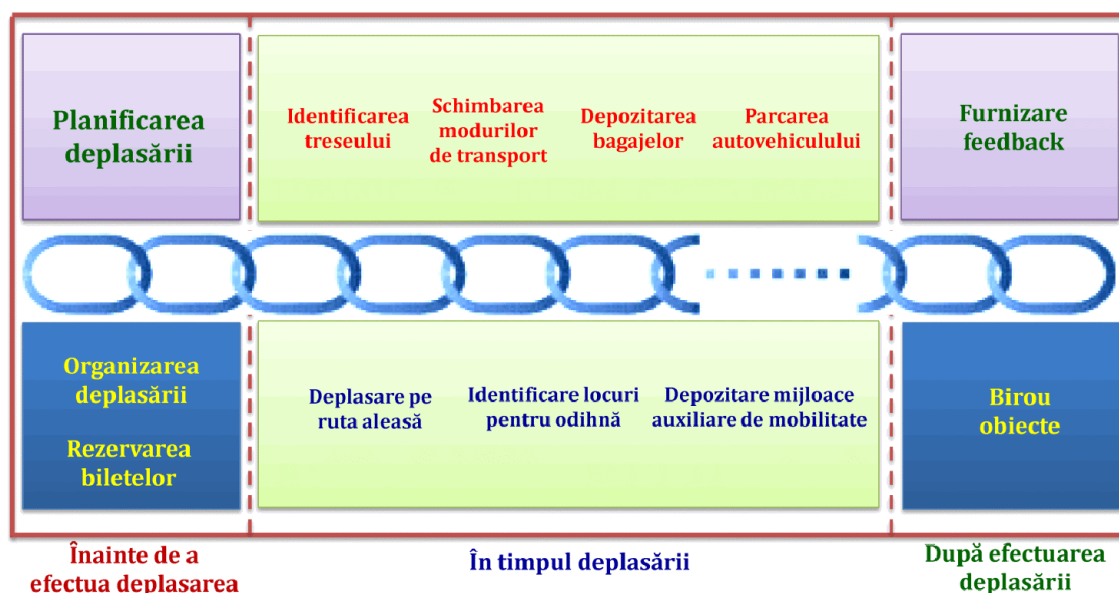 Planificarea
deplasării
Identificarea
treseului
Schimbarea
modurilor
de transport
Depozitarea
bagajelor
Parcarea
autovehiculului
Furnizare
feedback
Organizarea
deplasării
Rezervarea
biletelor
Deplasare pe
ruta aleasă
Identificare locuri
pentru odihnă
Depozitare mijloace
auxiliare de mobilitate
Birou
obiecte
Înainte de a
efectua deplasarea
În timpul deplasării
După efectuarea
deplasării